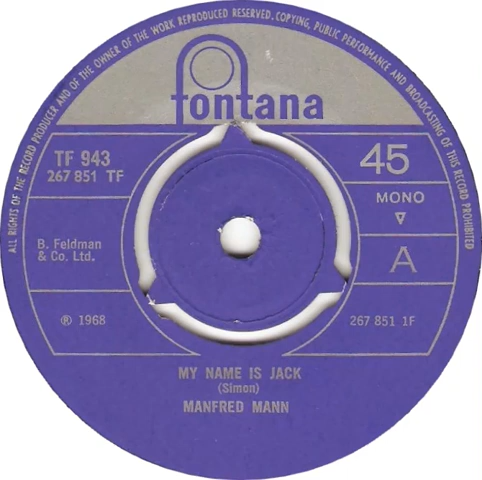 ALL RIGHTS OF THE RECORD PRODUCER AND OF THE OWNER OF THE WORK REPRODUCED RESERVED. COPYING, PUBLIC PERFORMANCE AND BROADCASTING OF THIS RECORD PROHIBITED
fontana
TF 943
267 851 TF
45
MONO
B. Feldman
& Co. Ltd.
A
℗ 1968
267 851 1F
MY NAME IS JACK
(Simon)
MANFRED MANN